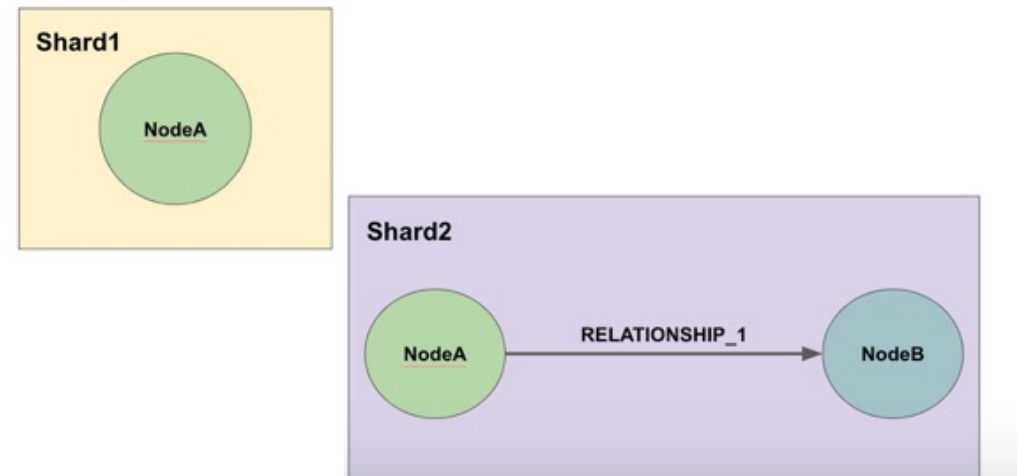 Shard1
NodeA
Shard2
NodeA
RELATIONSHIP_1
NodeB